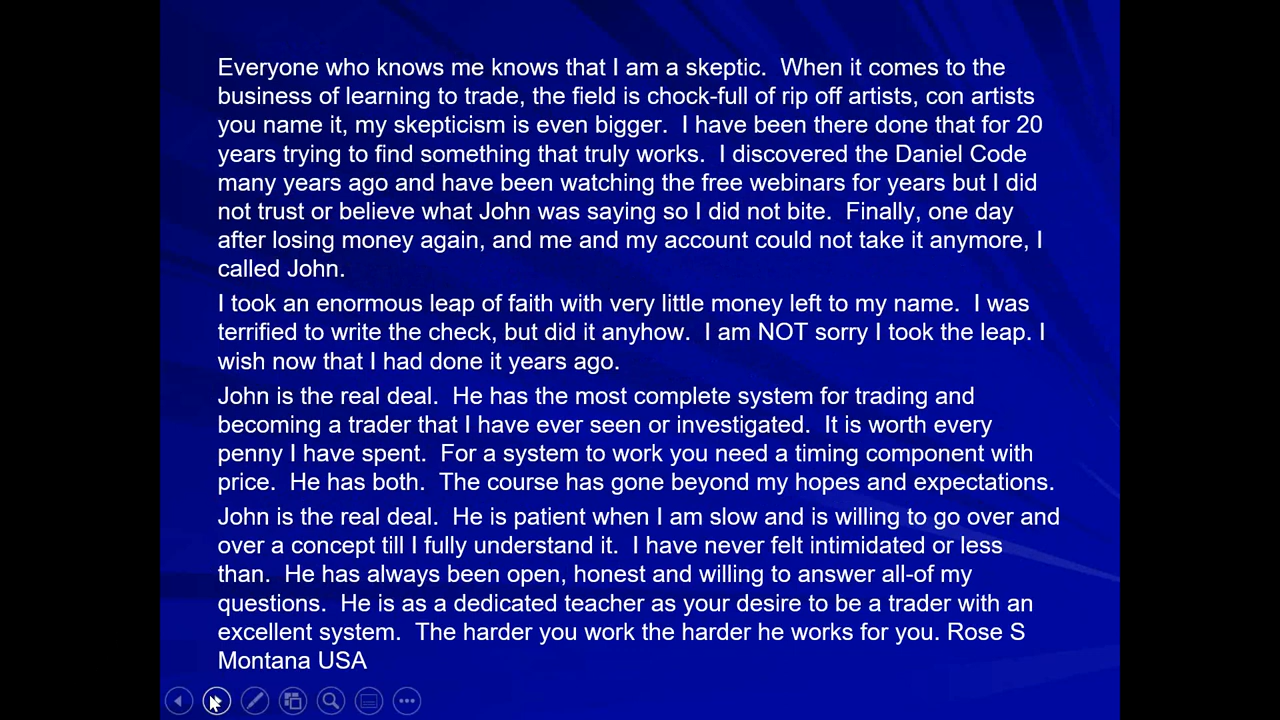 Everyone who knows me knows that I am a skeptic.  When it comes to the
business of learning to trade, the field is chock-full of rip off artists, con artists
you name it, my skepticism is even bigger.  I have been there done that for 20
years trying to find something that truly works.  I discovered the Daniel Code
many years ago and have been watching the free webinars for years but I did
not trust or believe what John was saying so I did not bite.  Finally, one day
after losing money again, and me and my account could not take it anymore, I
called John.
I took an enormous leap of faith with very little money left to my name.  I was
terrified to write the check, but did it anyhow.  I am NOT sorry I took the leap. I
wish now that I had done it years ago.
John is the real deal.  He has the most complete system for trading and
becoming a trader that I have ever seen or investigated.  It is worth every
penny I have spent.  For a system to work you need a timing component with
price.  He has both.  The course has gone beyond my hopes and expectations.
John is the real deal.  He is patient when I am slow and is willing to go over and
over a concept till I fully understand it.  I have never felt intimidated or less
than.  He has always been open, honest and willing to answer all-of my
questions.  He is as a dedicated teacher as your desire to be a trader with an
excellent system.  The harder you work the harder he works for you. Rose S
Montana USA